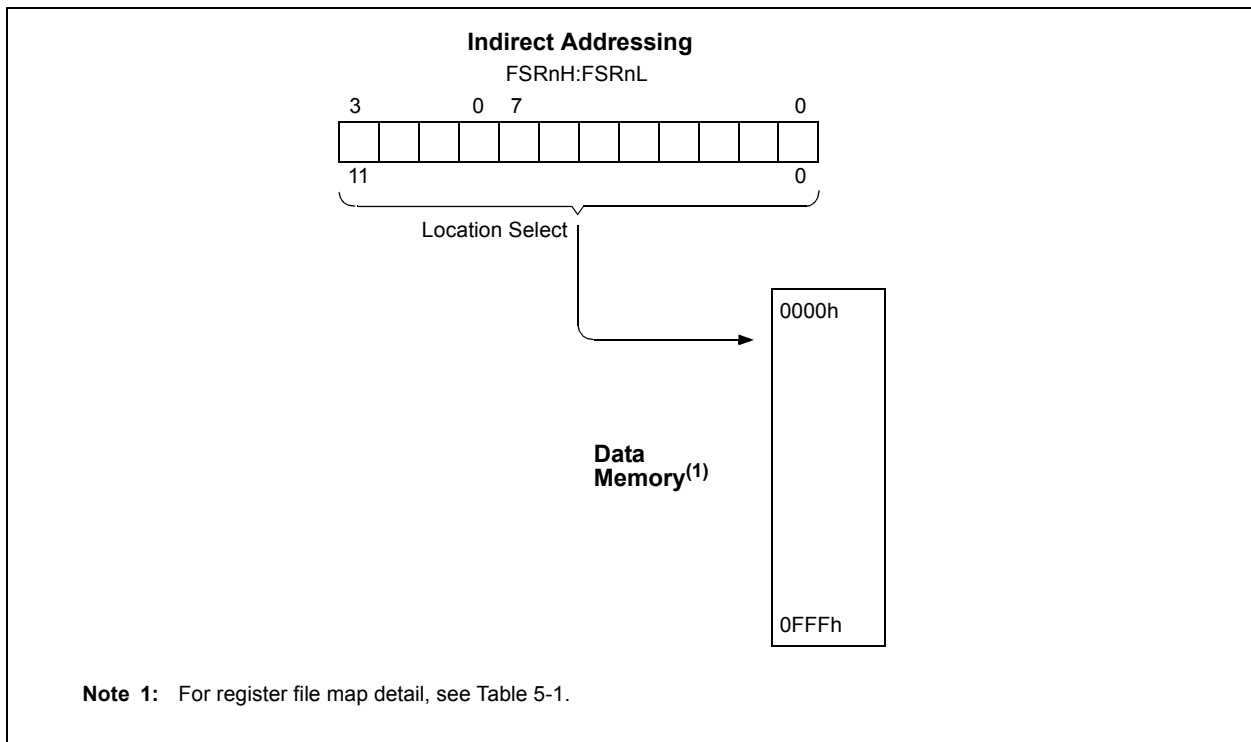 Indirect Addressing
FSRnH:FSRnL
3 0 7 0
11 0
Location Select
0000h
Data
Memory(1)
0FFFh
Note 1: For register file map detail, see Table 5-1.